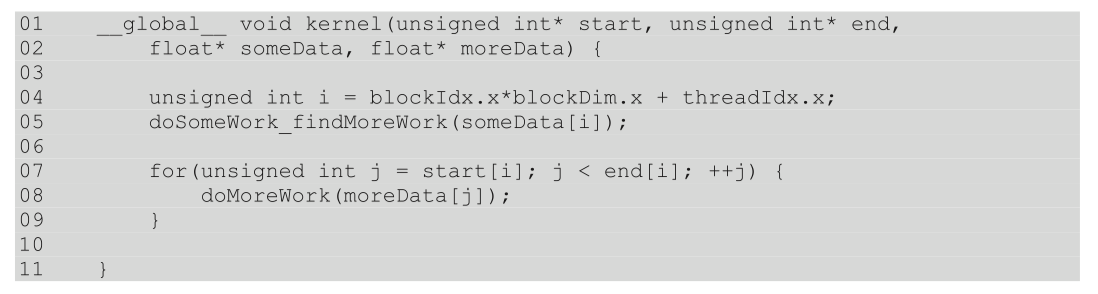 01 __global__ void kernel(unsigned int* start, unsigned int* end,
02 float* someData, float* moreData) {
03
04 unsigned int i = blockIdx.x*blockDim.x + threadIdx.x;
05 doSomeWork_findMoreWork(someData[i]);
06
07 for(unsigned int j = start[i]; j < end[i]; ++j) {
08 doMoreWork(moreData[j]);
09 }
10
11 }